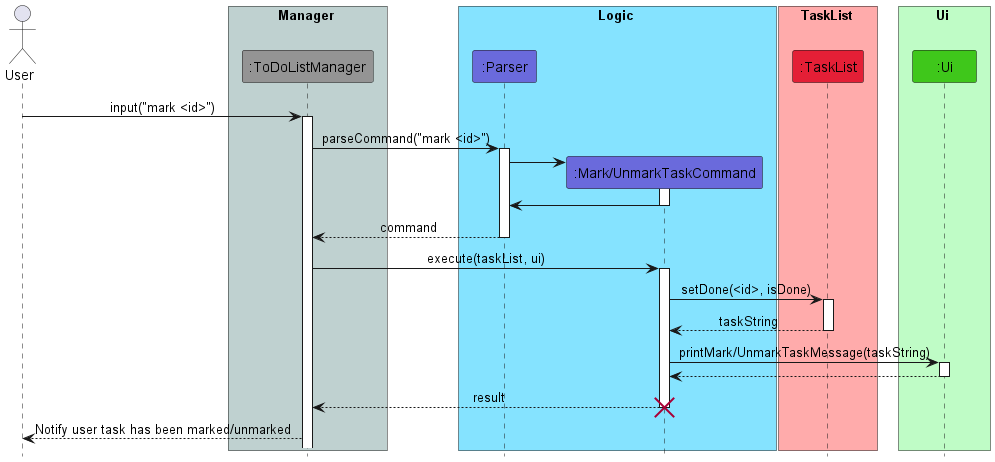 Manager
Logic
TaskList
Ui
User
:ToDoListManager
:Parser
:TaskList
:Ui
input("mark <id>")
parseCommand("mark <id>")
:Mark/UnmarkTaskCommand
command
execute(taskList, ui)
setDone(<id>, isDone)
taskString
printMark/UnmarkTaskMessage(taskString)
result
Notify user task has been marked/unmarked